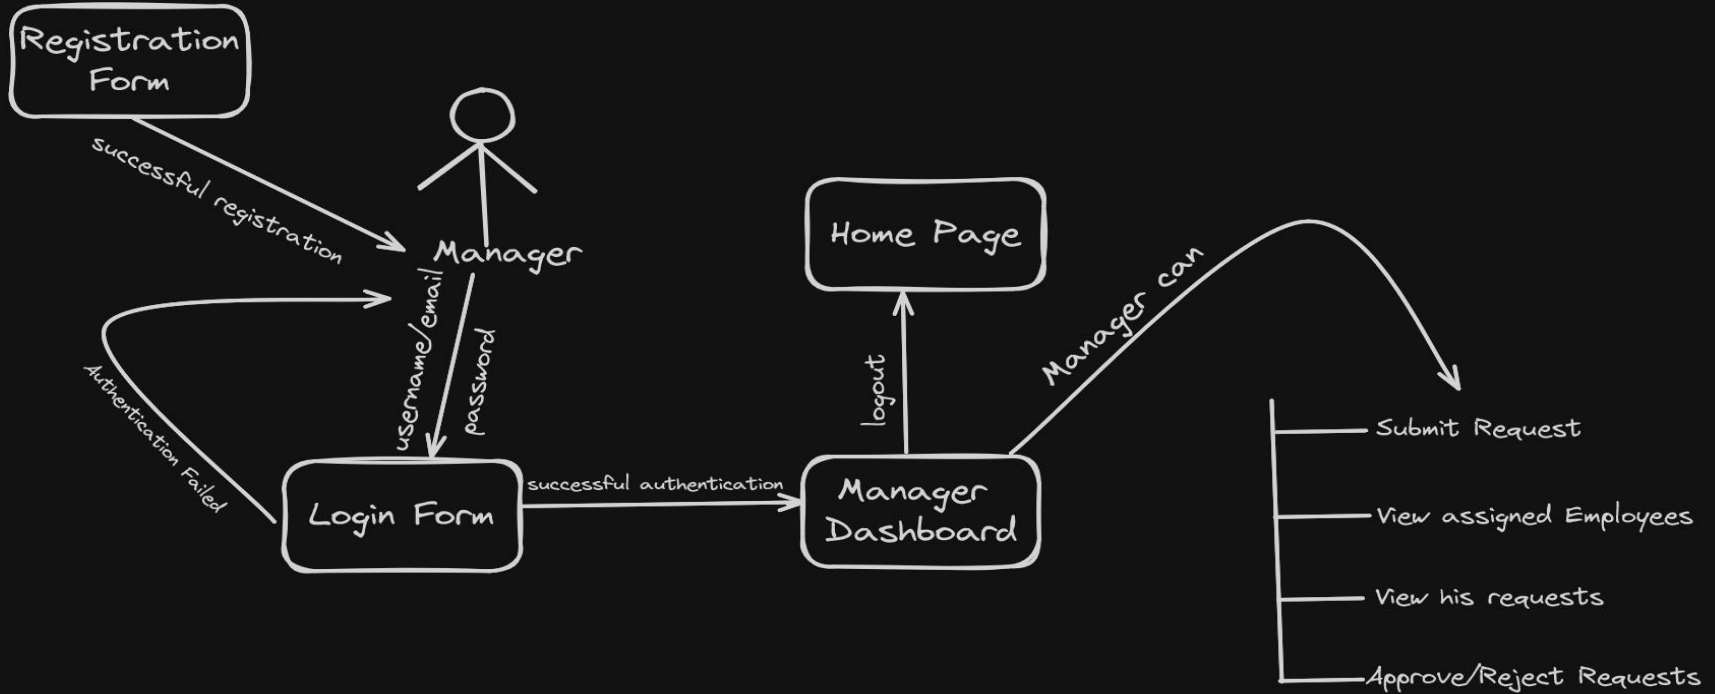 Registration
Form
successful registration
Manager
username/email
password
Authentication Failed
Login Form
successful authentication
Manager
Dashboard
logout
Home Page
Manager can
Submit Request
View assigned Employees
View his requests
Approve/Reject Requests